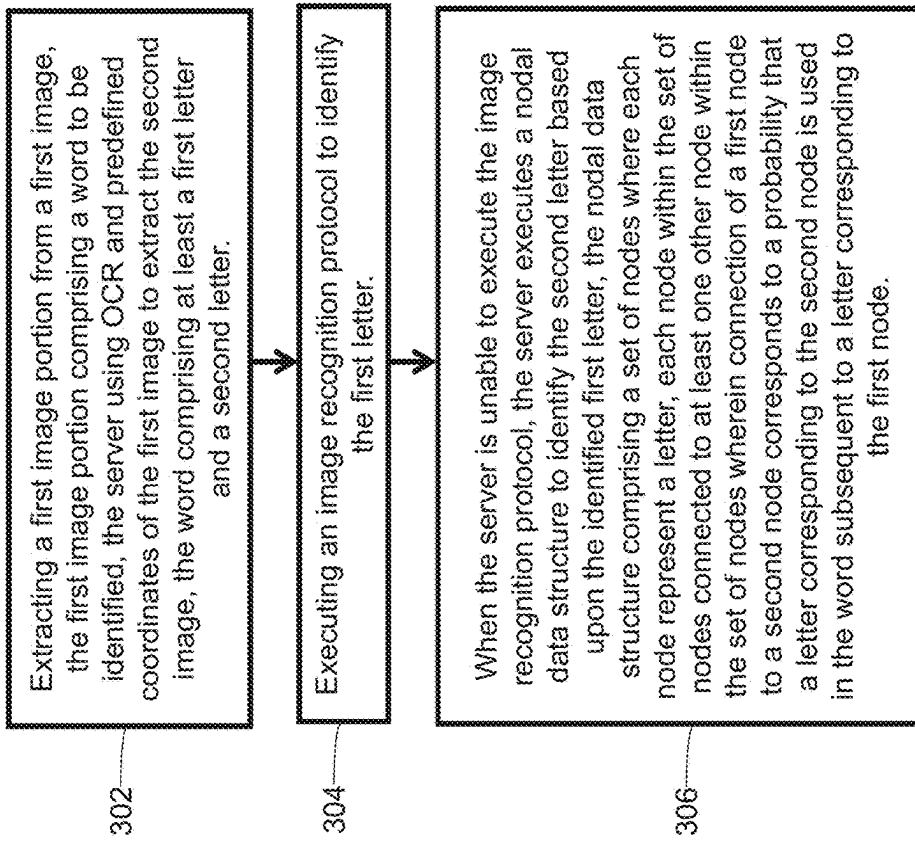 302
Extracting a first image portion from a first image,
the first image portion comprising a word to be
identified, the server using OCR and predefined
coordinates of the first image to extract the second
image, the word comprising at least a first letter
and a second letter.
304
Executing an image recognition protocol to identify
the first letter.
306
When the server is unable to execute the image
recognition protocol, the server executes a nodal
data structure to identify the second letter based
upon the identified first letter, the nodal data
structure comprising a set of nodes where each
node represent a letter, each node within the set of
nodes connected to at least one other node within
the set of nodes wherein connection of a first node
to a second node corresponds to a probability that
a letter corresponding to the second node is used
in the word subsequent to a letter corresponding to
the first node.